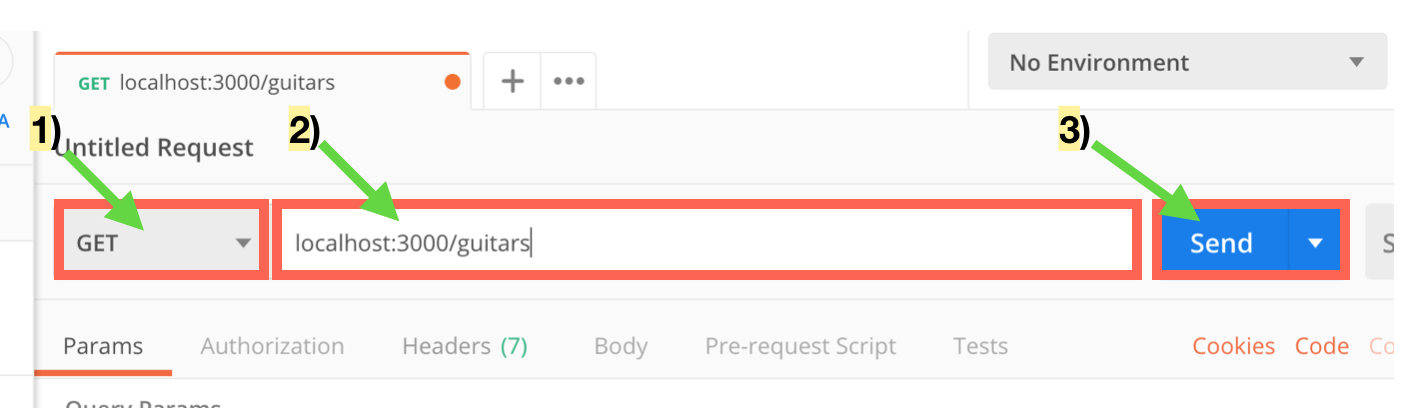 No Environment
GET localhost:3000/guitars
+ •••
A
1) 2) 3)
Untitled Request
GET localhost:3000/guitars Send S
Params Authorization Headers (7) Body Pre-request Script Tests Cookies Code Co
Query Params